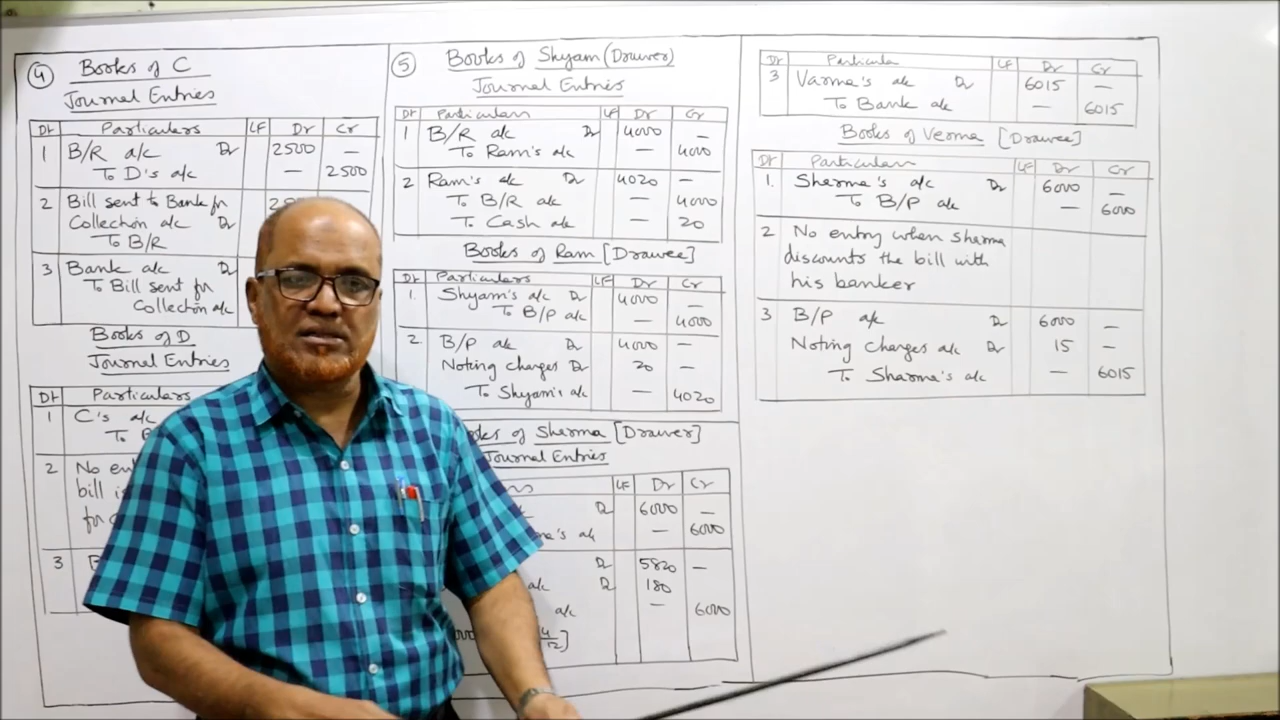 4 Books of C
Journal Entries
Dt Particulars LF Dr Cr
1 B/R a/c Dr 2500 —
To D's a/c — 2500
2 Bill sent to Bank for
Collection a/c Dr
To B/R
3 Bank a/c Dr
To Bill sent for
Collection a/c
Books of D
Journal Entries
Dt Particulars
1 C's a/c
To
2 No
bill
for
3
5 Books of Shyam (Drawer)
Journal Entries
Dt Particulars LF Dr Cr
1 B/R a/c Dr 4000 —
To Ram's a/c — 4000
2 Ram's a/c Dr 4020 —
To B/R a/c — 4000
To Cash a/c — 20
Books of Ram [Drawee]
Dt Particulars LF Dr Cr
1. Shyam's a/c Dr 4000 —
To B/P a/c — 4000
2. B/P a/c Dr 4000 —
Noting charges Dr 20 —
To Shyam's a/c — 4020
Books of Sharma [Drawer]
Journal Entries
LF Dr Cr
Dr 6000 —
a/c — 6000
Dr 5820 —
a/c Dr 180
a/c — 6000
4/12]
Dt Particular LF Dr Cr
3 Varma's a/c Dr 6015 —
To Bank a/c — 6015
Books of Verma [Drawee]
Dt Particulars LF Dr Cr
1. Sharma's a/c Dr 6000 —
To B/P a/c — 6000
2 No entry when sharma
discounts the bill with
his banker
3 B/P a/c Dr 6000 —
Noting Charges a/c Dr 15 —
To Sharma's a/c — 6015